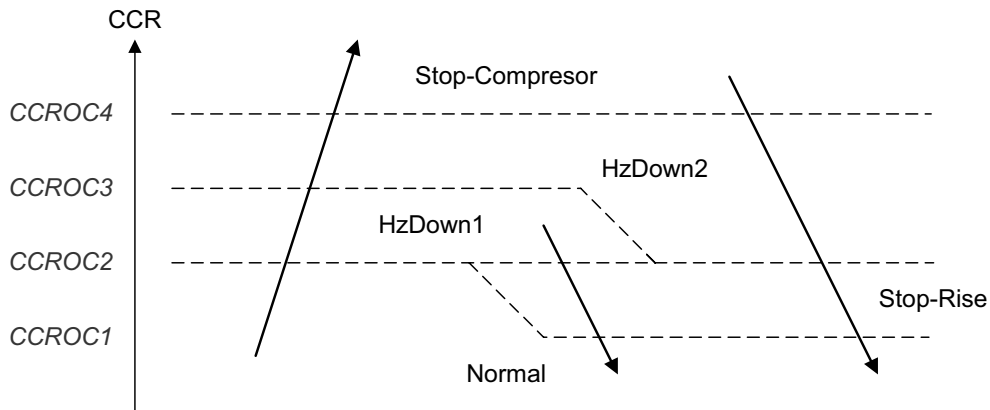 CCR
Stop-Compresor
CCROC4
CCROC3
HzDown2
HzDown1
CCROC2
Stop-Rise
CCROC1
Normal